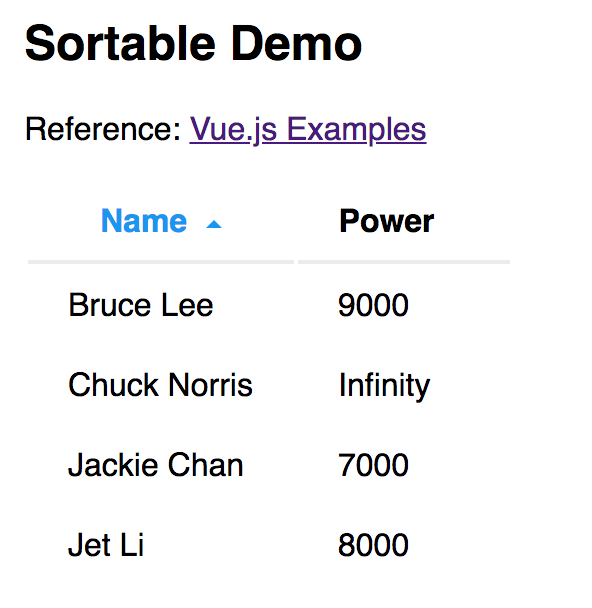 Sortable Demo
Reference: Vue.js Examples
Name Power
Bruce Lee 9000
Chuck Norris Infinity
Jackie Chan 7000
Jet Li 8000